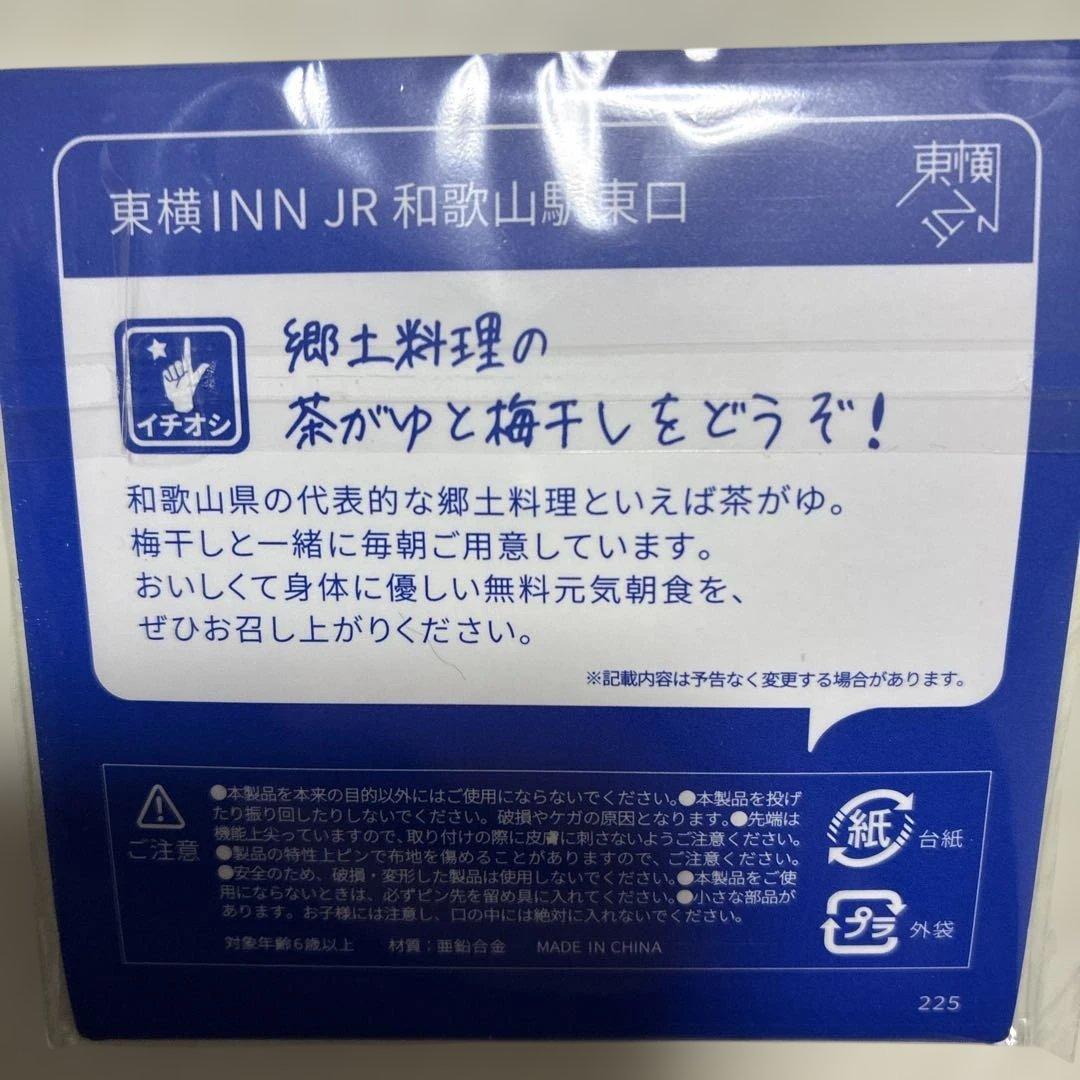 東横INN JR 和歌山駅東口
東横INN
イチオシ
郷土料理の
茶がゆと梅干しをどうぞ!
和歌山県の代表的な郷土料理といえば茶がゆ。
梅干しと一緒に毎朝ご用意しています。
おいしくて身体に優しい無料元気朝食を、
ぜひお召し上がりください。
※記載内容は予告なく変更する場合があります。
ご注意
●本製品を本来の目的以外にはご使用にならないでください。●本製品を投げ
たり振り回したりしないでください。破損やケガの原因となります。●先端は
機能上尖っていますので、取り付けの際に皮膚に刺さないようご注意ください。
●製品の特性上ピンで布地を傷めることがありますので、ご注意ください。
●安全のため、破損・変形した製品は使用しないでください。●本製品をご使
用にならないときは、必ずピン先を留め具に入れてください。●小さな部品が
あります。お子様には注意し、口の中には絶対に入れないでください。
対象年齢6歳以上 材質:亜鉛合金 MADE IN CHINA
紙 台紙
プラ 外袋
225